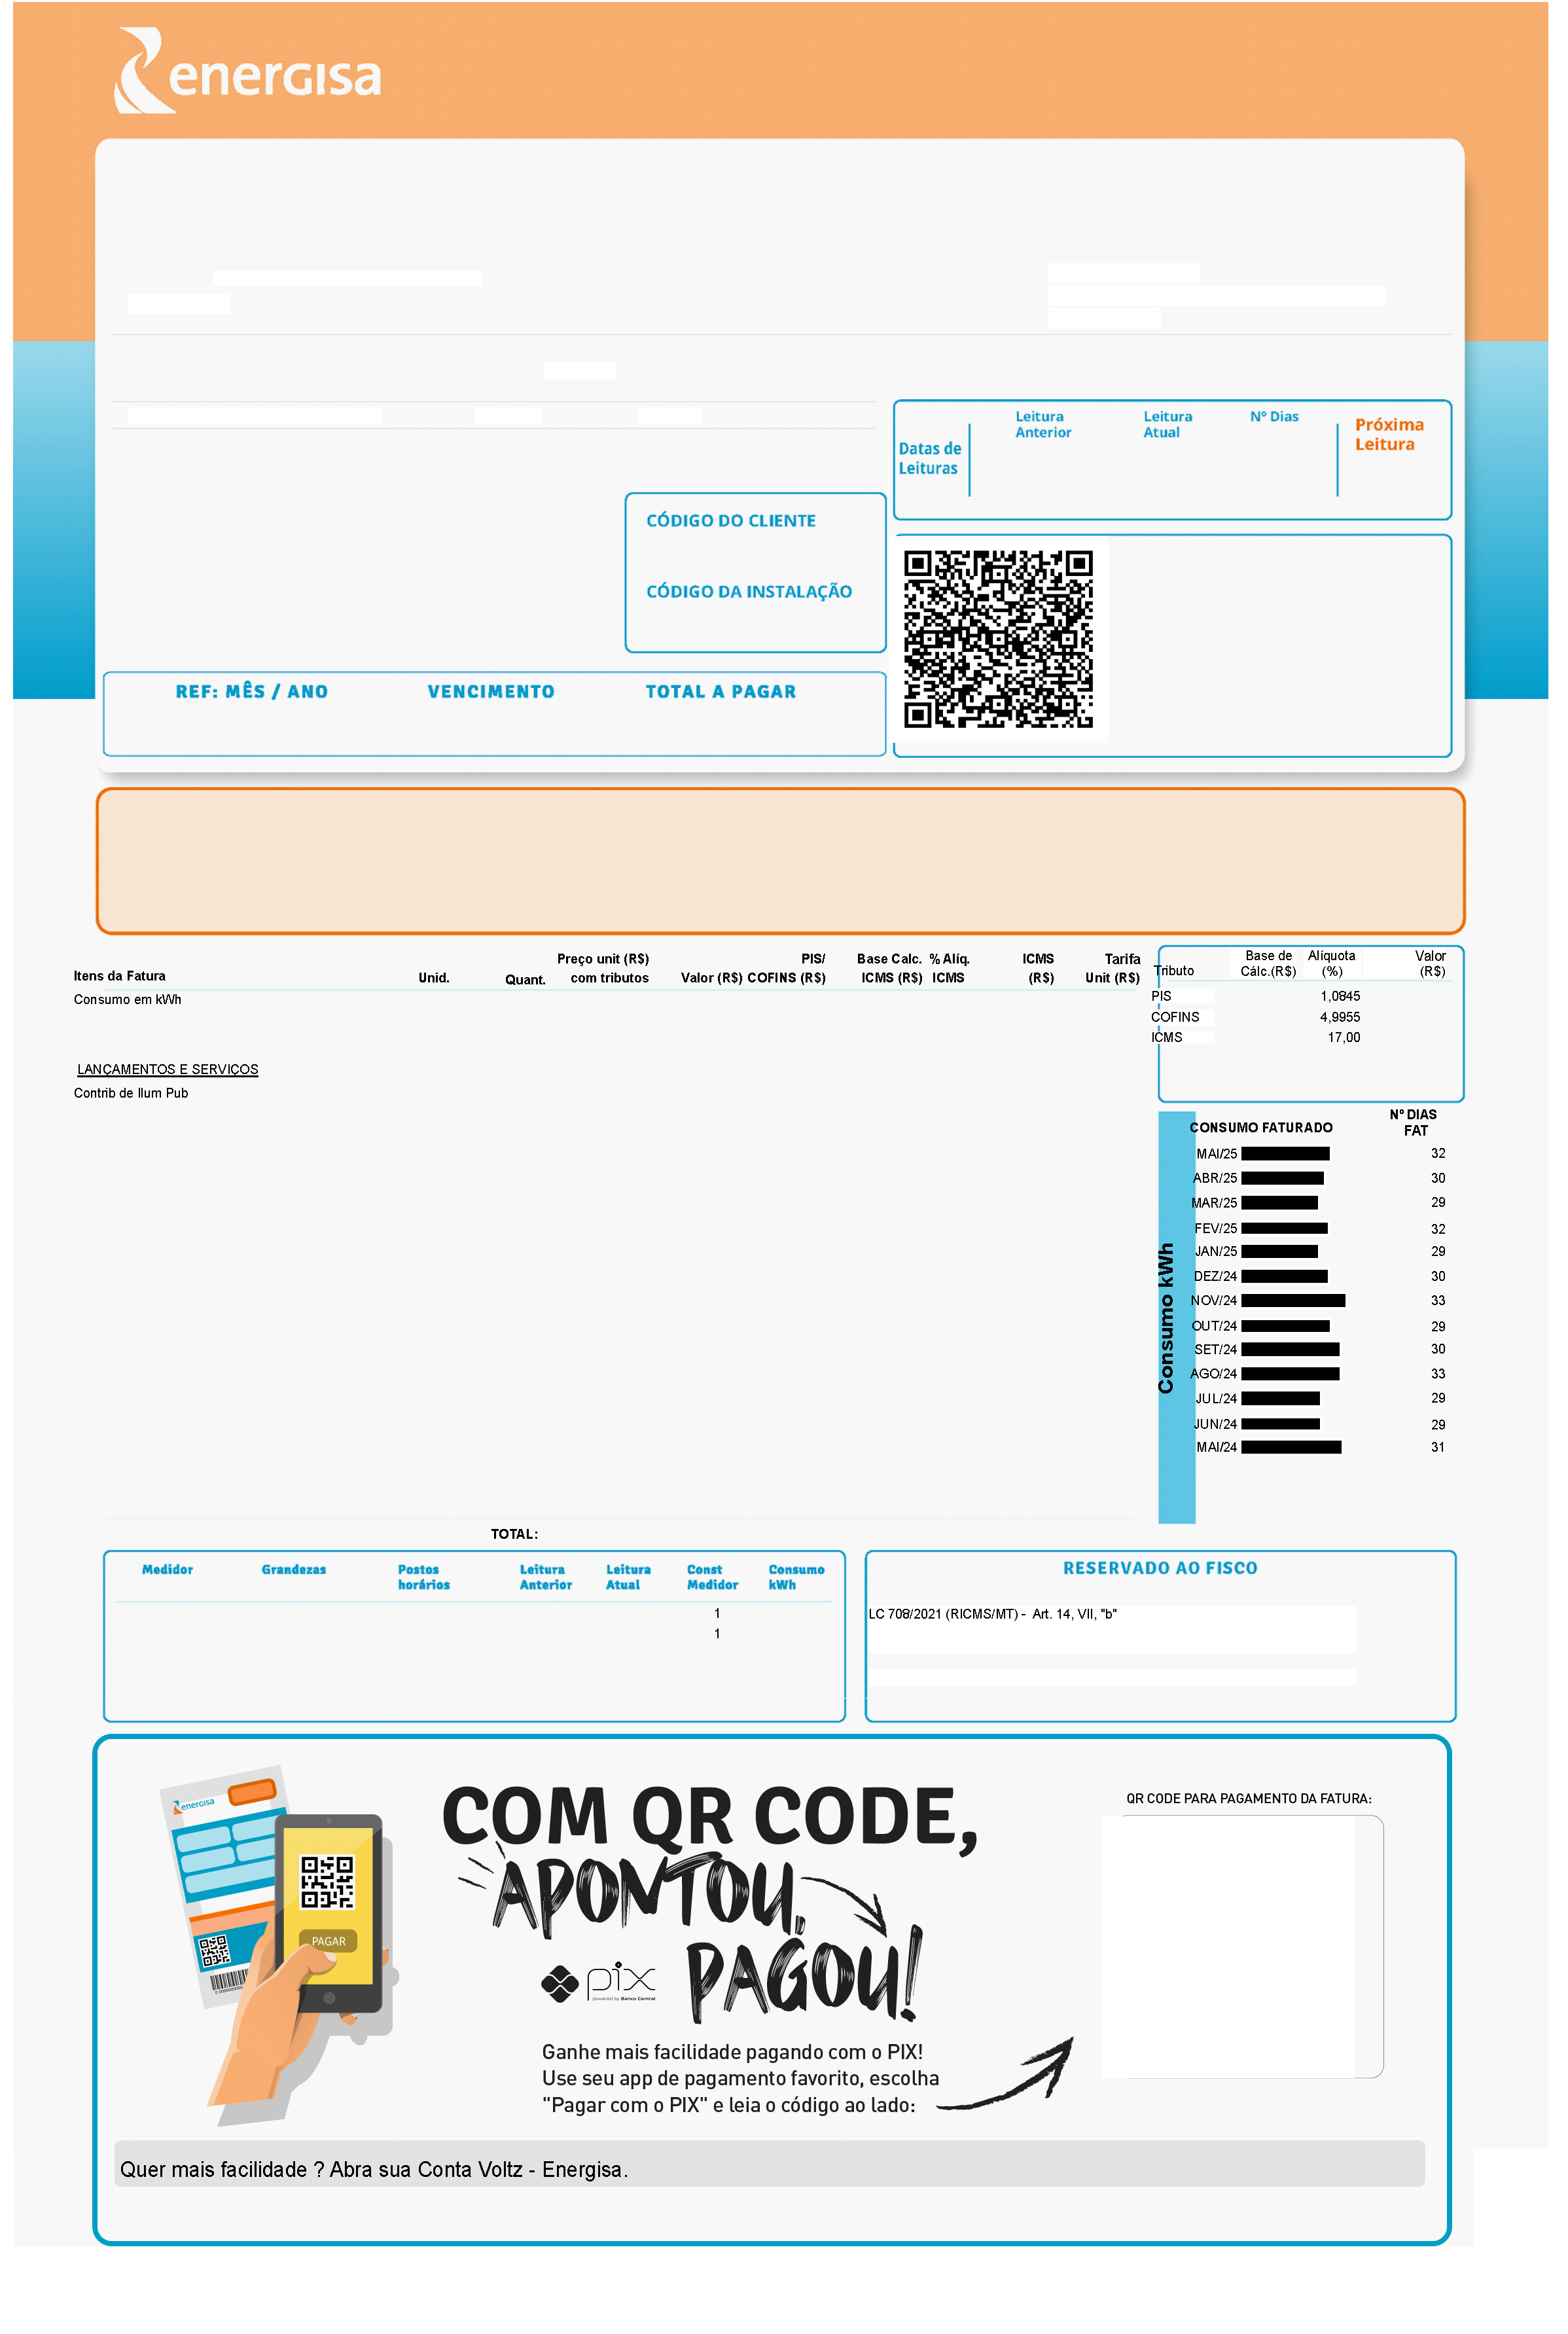 energisa
Leitura Anterior
Leitura Atual
Nº Dias
Próxima Leitura
Datas de Leituras
CÓDIGO DO CLIENTE
CÓDIGO DA INSTALAÇÃO
REF: MÊS / ANO VENCIMENTO TOTAL A PAGAR
Itens da Fatura
Unid.
Quant.
Preço unit (R$) com tributos
Valor (R$)
PIS/ COFINS (R$)
Base Calc. ICMS (R$)
% Alíq. ICMS
ICMS (R$)
Tarifa Unit (R$)
Consumo em kWh
LANÇAMENTOS E SERVIÇOS
Contrib de Ilum Pub
Tributo
Base de Cálc.(R$)
Alíquota (%)
Valor (R$)
PIS 1,0845
COFINS 4,9955
ICMS 17,00
Consumo kWh
CONSUMO FATURADO
Nº DIAS FAT
MAI/25 32
ABR/25 30
MAR/25 29
FEV/25 32
JAN/25 29
DEZ/24 30
NOV/24 33
OUT/24 29
SET/24 30
AGO/24 33
JUL/24 29
JUN/24 29
MAI/24 31
TOTAL:
Medidor
Grandezas
Postos horários
Leitura Anterior
Leitura Atual
Const Medidor
Consumo kWh
1
1
RESERVADO AO FISCO
LC 708/2021 (RICMS/MT) - Art. 14, VII, "b"
energisa
PAGAR
COM QR CODE,
APONTOU,
PAGOU!
pix
powered by Banco Central
Ganhe mais facilidade pagando com o PIX!
Use seu app de pagamento favorito, escolha
"Pagar com o PIX" e leia o código ao lado:
QR CODE PARA PAGAMENTO DA FATURA:
Quer mais facilidade ? Abra sua Conta Voltz - Energisa.